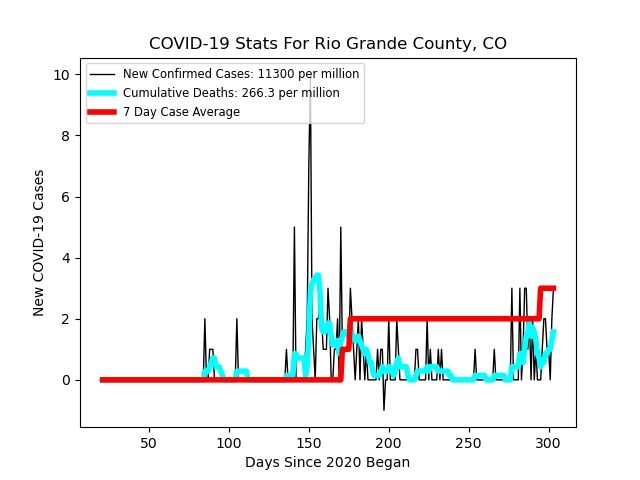 COVID-19 Stats For Rio Grande County, CO
New Confirmed Cases: 11300 per million
Cumulative Deaths: 266.3 per million
7 Day Case Average
10
8
6
4
2
0
New COVID-19 Cases
50 100 150 200 250 300
Days Since 2020 Began